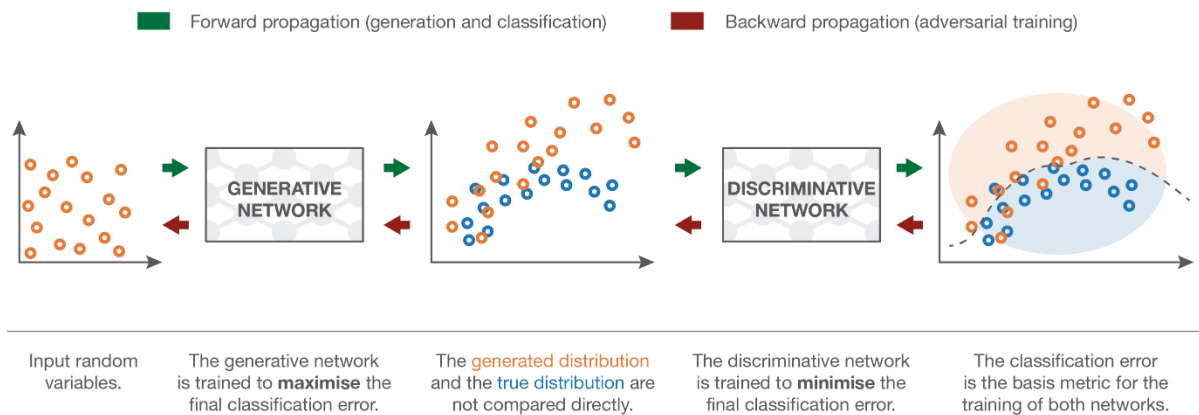 Forward propagation (generation and classification)
Backward propagation (adversarial training)
GENERATIVE
NETWORK
DISCRIMINATIVE
NETWORK
Input random
variables.
The generative network
is trained to maximise the
final classification error.
The generated distribution
and the true distribution are
not compared directly.
The discriminative network
is trained to minimise the
final classification error.
The classification error
is the basis metric for the
training of both networks.